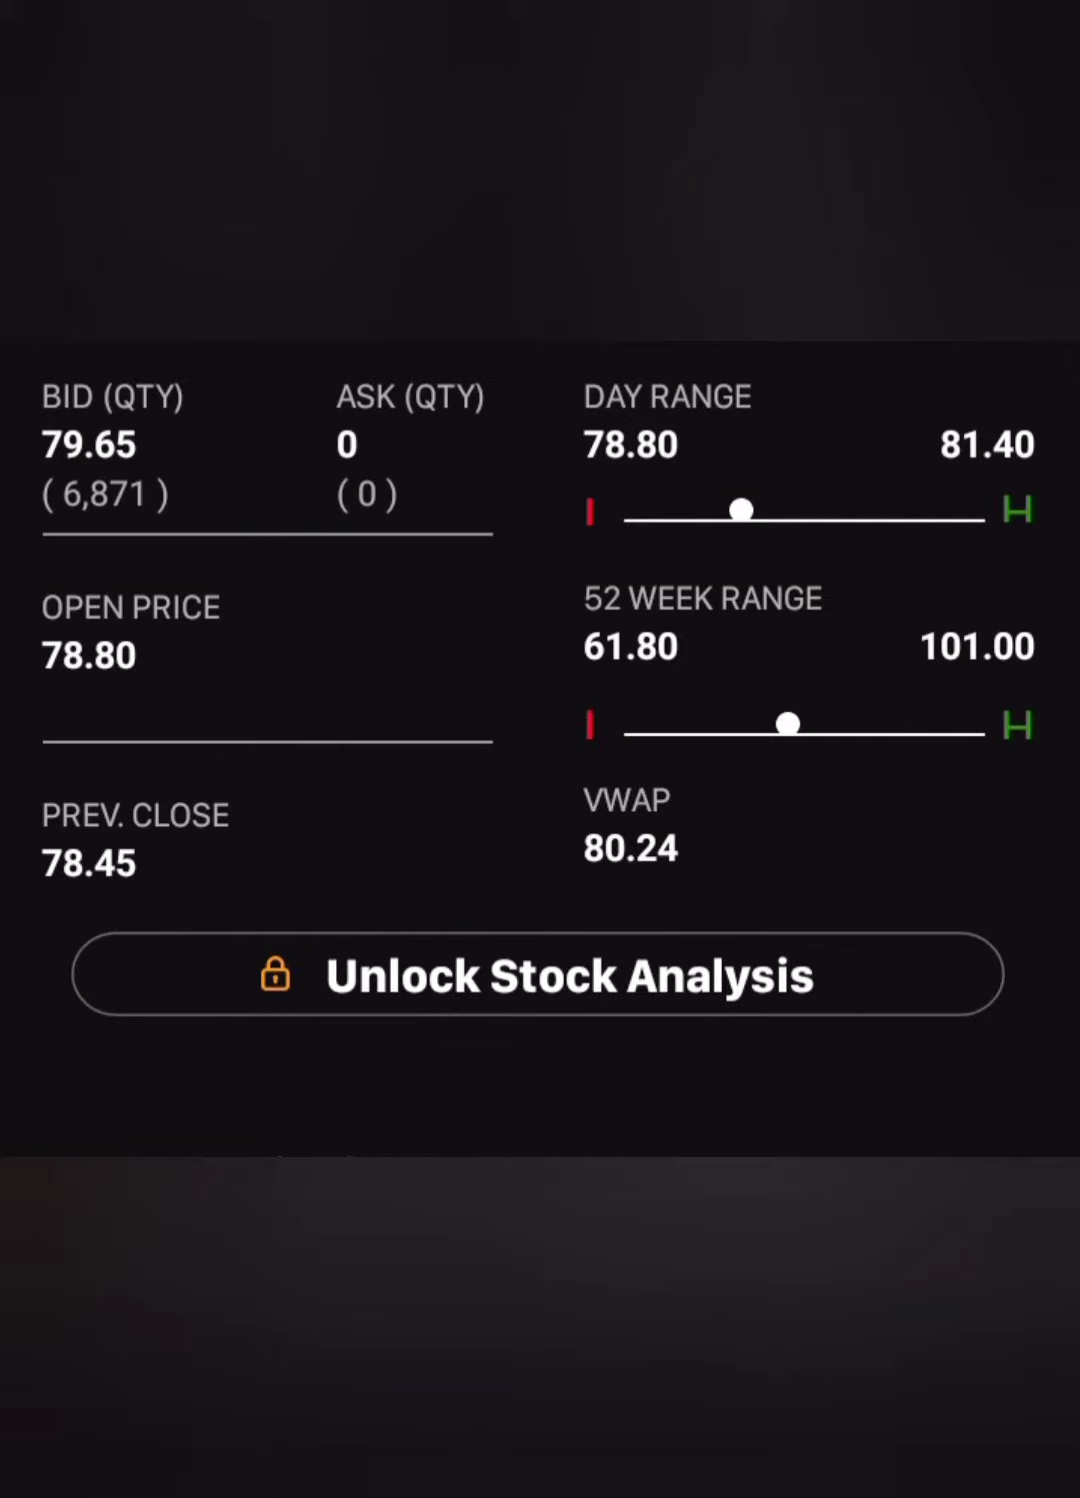 BID (QTY) ASK (QTY)
79.65 0
( 6,871 ) ( 0 )
OPEN PRICE
78.80
PREV. CLOSE
78.45
DAY RANGE
78.80 81.40
L H
52 WEEK RANGE
61.80 101.00
L H
VWAP
80.24
Unlock Stock Analysis